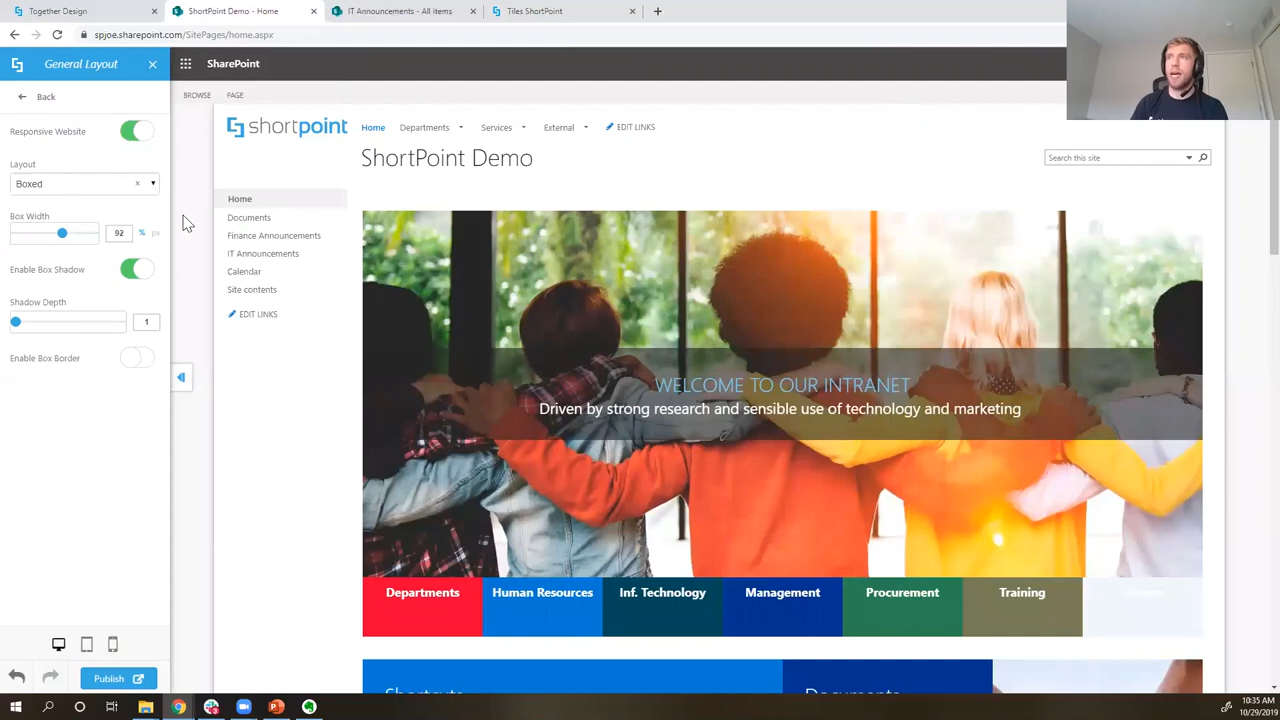 Together Design
ShortPoint Demo - Home
IT Announcements - All items
Tiles ShortPoint
spjoe.sharepoint.com/SitePages/home.aspx
General Layout
SharePoint
Back
BROWSE
PAGE
Responsive Website
shortpoint
Home
Departments
Services
External
EDIT LINKS
ShortPoint Demo
Search this site
Layout
Boxed
Home
Box Width
92
%
px
Documents
Finance Announcements
IT Announcements
Enable Box Shadow
Calendar
Site contents
Shadow Depth
EDIT LINKS
1
Enable Box Border
WELCOME TO OUR INTRANET
Driven by strong research and sensible use of technology and marketing
Departments
Human Resources
Inf. Technology
Management
Procurement
Training
Publish
Shortcuts
Documents
10:35 AM
10/29/2019